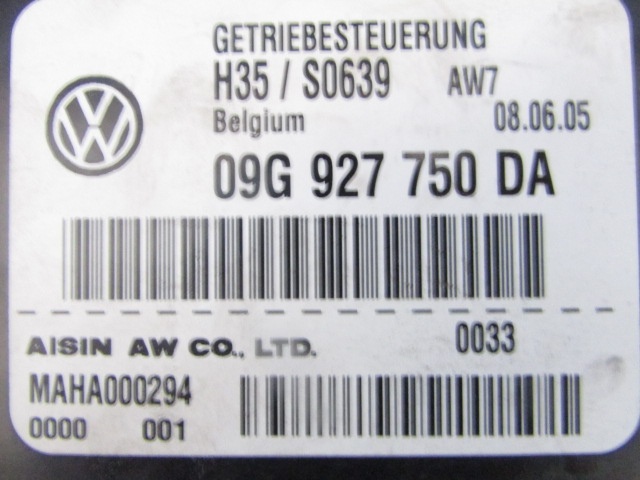 GETRIEBESTEUERUNG
H35 / S0639 AW7
Belgium 08.06.05
09G 927 750 DA
AISIN AW CO., LTD. 0033
MAHA000294
0000 001